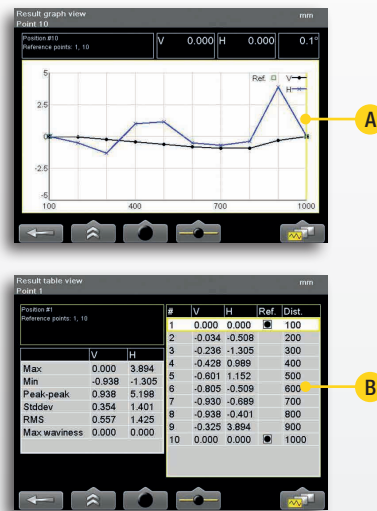 Result graph view mm
Point 10
Position #10
Reference points: 1, 10
V 0.000 H 0.000 0.1°
5 Ref. V
H
2.5
A
0
-2.5
-5
100 400 700 1000
Result table view mm
Point 1
Position #1
Reference points: 1, 10
# V H Ref. Dist.
1 0.000 0.000 100
2 -0.034 -0.508 200
3 -0.236 -1.305 300
4 -0.428 0.989 400
5 -0.601 1.152 500
6 -0.805 -0.509 600
7 -0.930 -0.689 700
8 -0.938 -0.401 800
9 -0.325 3.894 900
10 0.000 0.000 1000
V H
Max 0.000 3.894
Min -0.938 -1.305
Peak-peak 0.938 5.198
Stddev 0.354 1.401
RMS 0.557 1.425
Max waviness 0.000 0.000
B